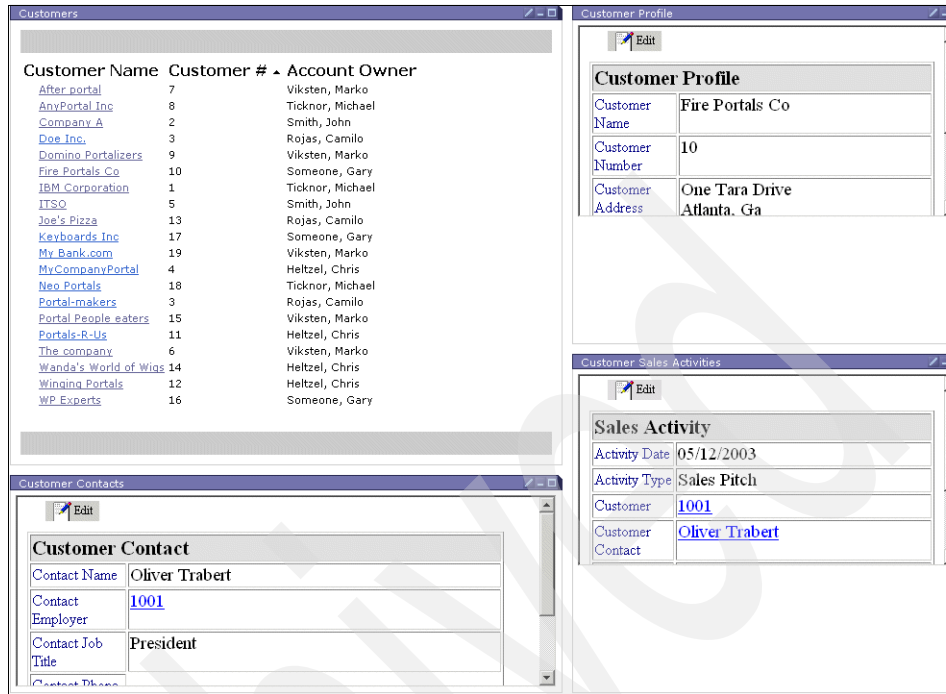 Customers
Customer Name Customer # Account Owner
After portal 7 Viksten, Marko
AnyPortal Inc 8 Ticknor, Michael
Company A 2 Smith, John
Doe Inc. 3 Rojas, Camilo
Domino Portalizers 9 Viksten, Marko
Fire Portals Co 10 Someone, Gary
IBM Corporation 1 Ticknor, Michael
ITSO 5 Smith, John
Joe's Pizza 13 Rojas, Camilo
Keyboards Inc 17 Someone, Gary
My Bank.com 19 Viksten, Marko
MyCompanyPortal 4 Heltzel, Chris
Neo Portals 18 Ticknor, Michael
Portal-makers 3 Rojas, Camilo
Portal People eaters 15 Viksten, Marko
Portals-R-Us 11 Heltzel, Chris
The company 6 Viksten, Marko
Wanda's World of Wigs 14 Heltzel, Chris
Winging Portals 12 Heltzel, Chris
WP Experts 16 Someone, Gary
Customer Contacts
Edit
Customer Contact
Contact Name Oliver Trabert
Contact 1001
Employer
Contact Job President
Title
Contact Phone
Customer Profile
Edit
Customer Profile
Customer Fire Portals Co
Name
Customer 10
Number
Customer One Tara Drive
Address Atlanta, Ga
Customer Sales Activities
Edit
Sales Activity
Activity Date 05/12/2003
Activity Type Sales Pitch
Customer 1001
Customer Oliver Trabert
Contact